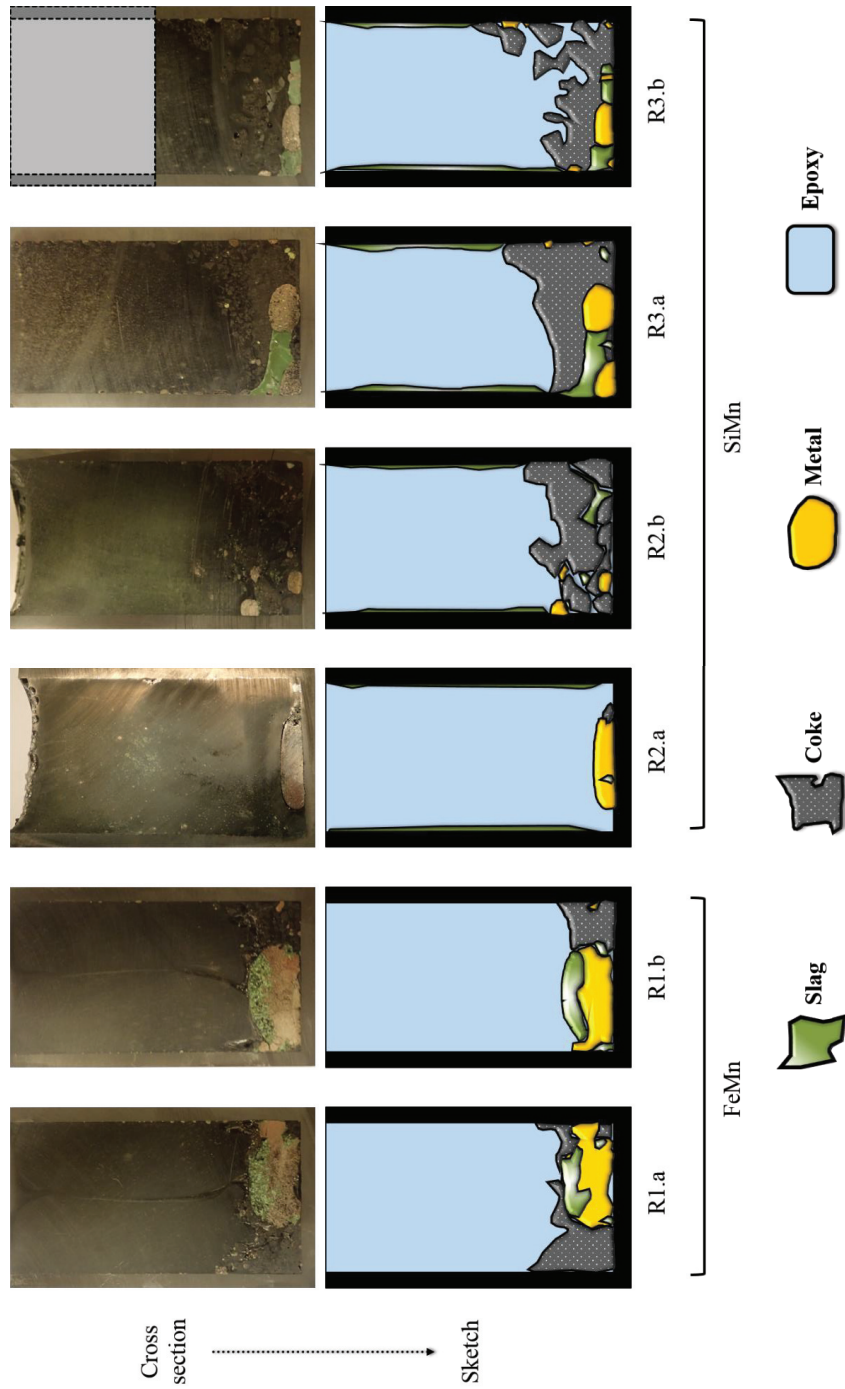 Cross
section
Sketch
R1.a
R1.b
R2.a
R2.b
R3.a
R3.b
FeMn
SiMn
Slag
Coke
Metal
Epoxy